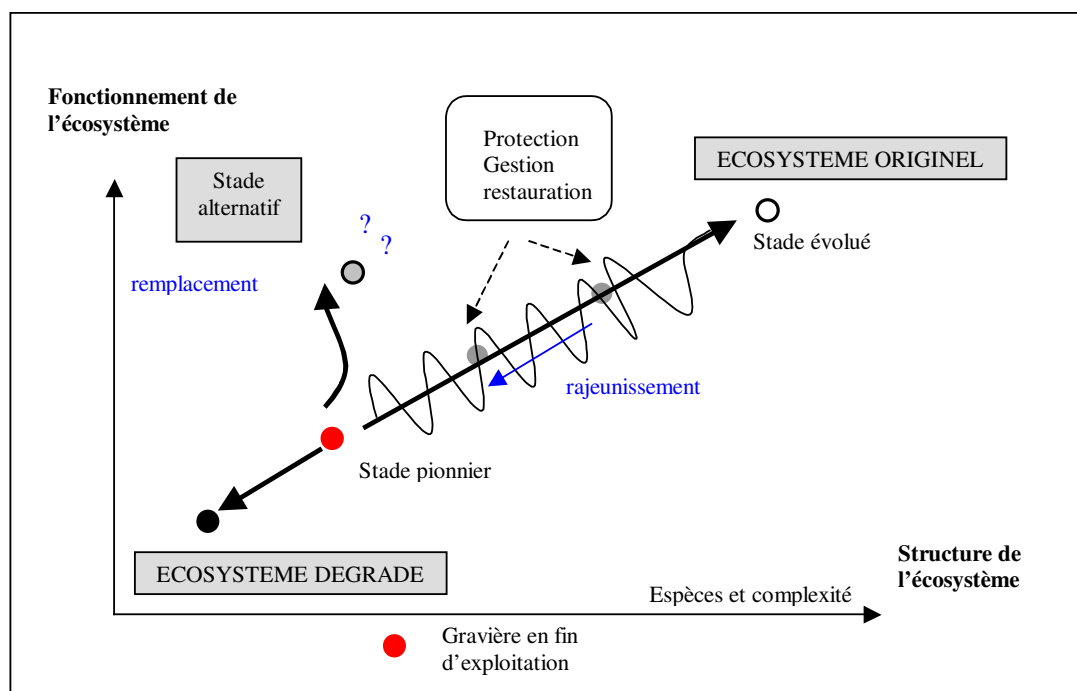 Fonctionnement de
l'écosystème
Protection
Gestion
restauration
ECOSYSTEME ORIGINEL
Stade
alternatif
?
?
Stade évolué
remplacement
rajeunissement
Stade pionnier
ECOSYSTEME DEGRADE
Structure de
l'écosystème
Espèces et complexité
Gravière en fin
d'exploitation